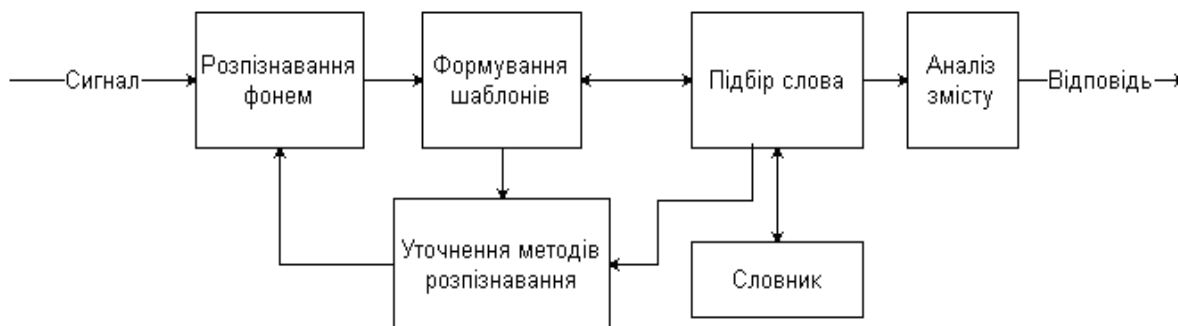 Сигнал
Розпізнавання
фонем
Формування
шаблонів
Підбір слова
Аналіз
змісту
Відповідь
Уточнення методів
розпізнавання
Словник